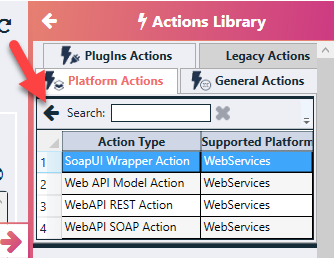 Actions Library
PlugIns Actions Legacy Actions
Platform Actions General Actions
Search:
Action Type Supported Platform
1 SoapUI Wrapper Action WebServices
2 Web API Model Action WebServices
3 WebAPI REST Action WebServices
4 WebAPI SOAP Action WebServices